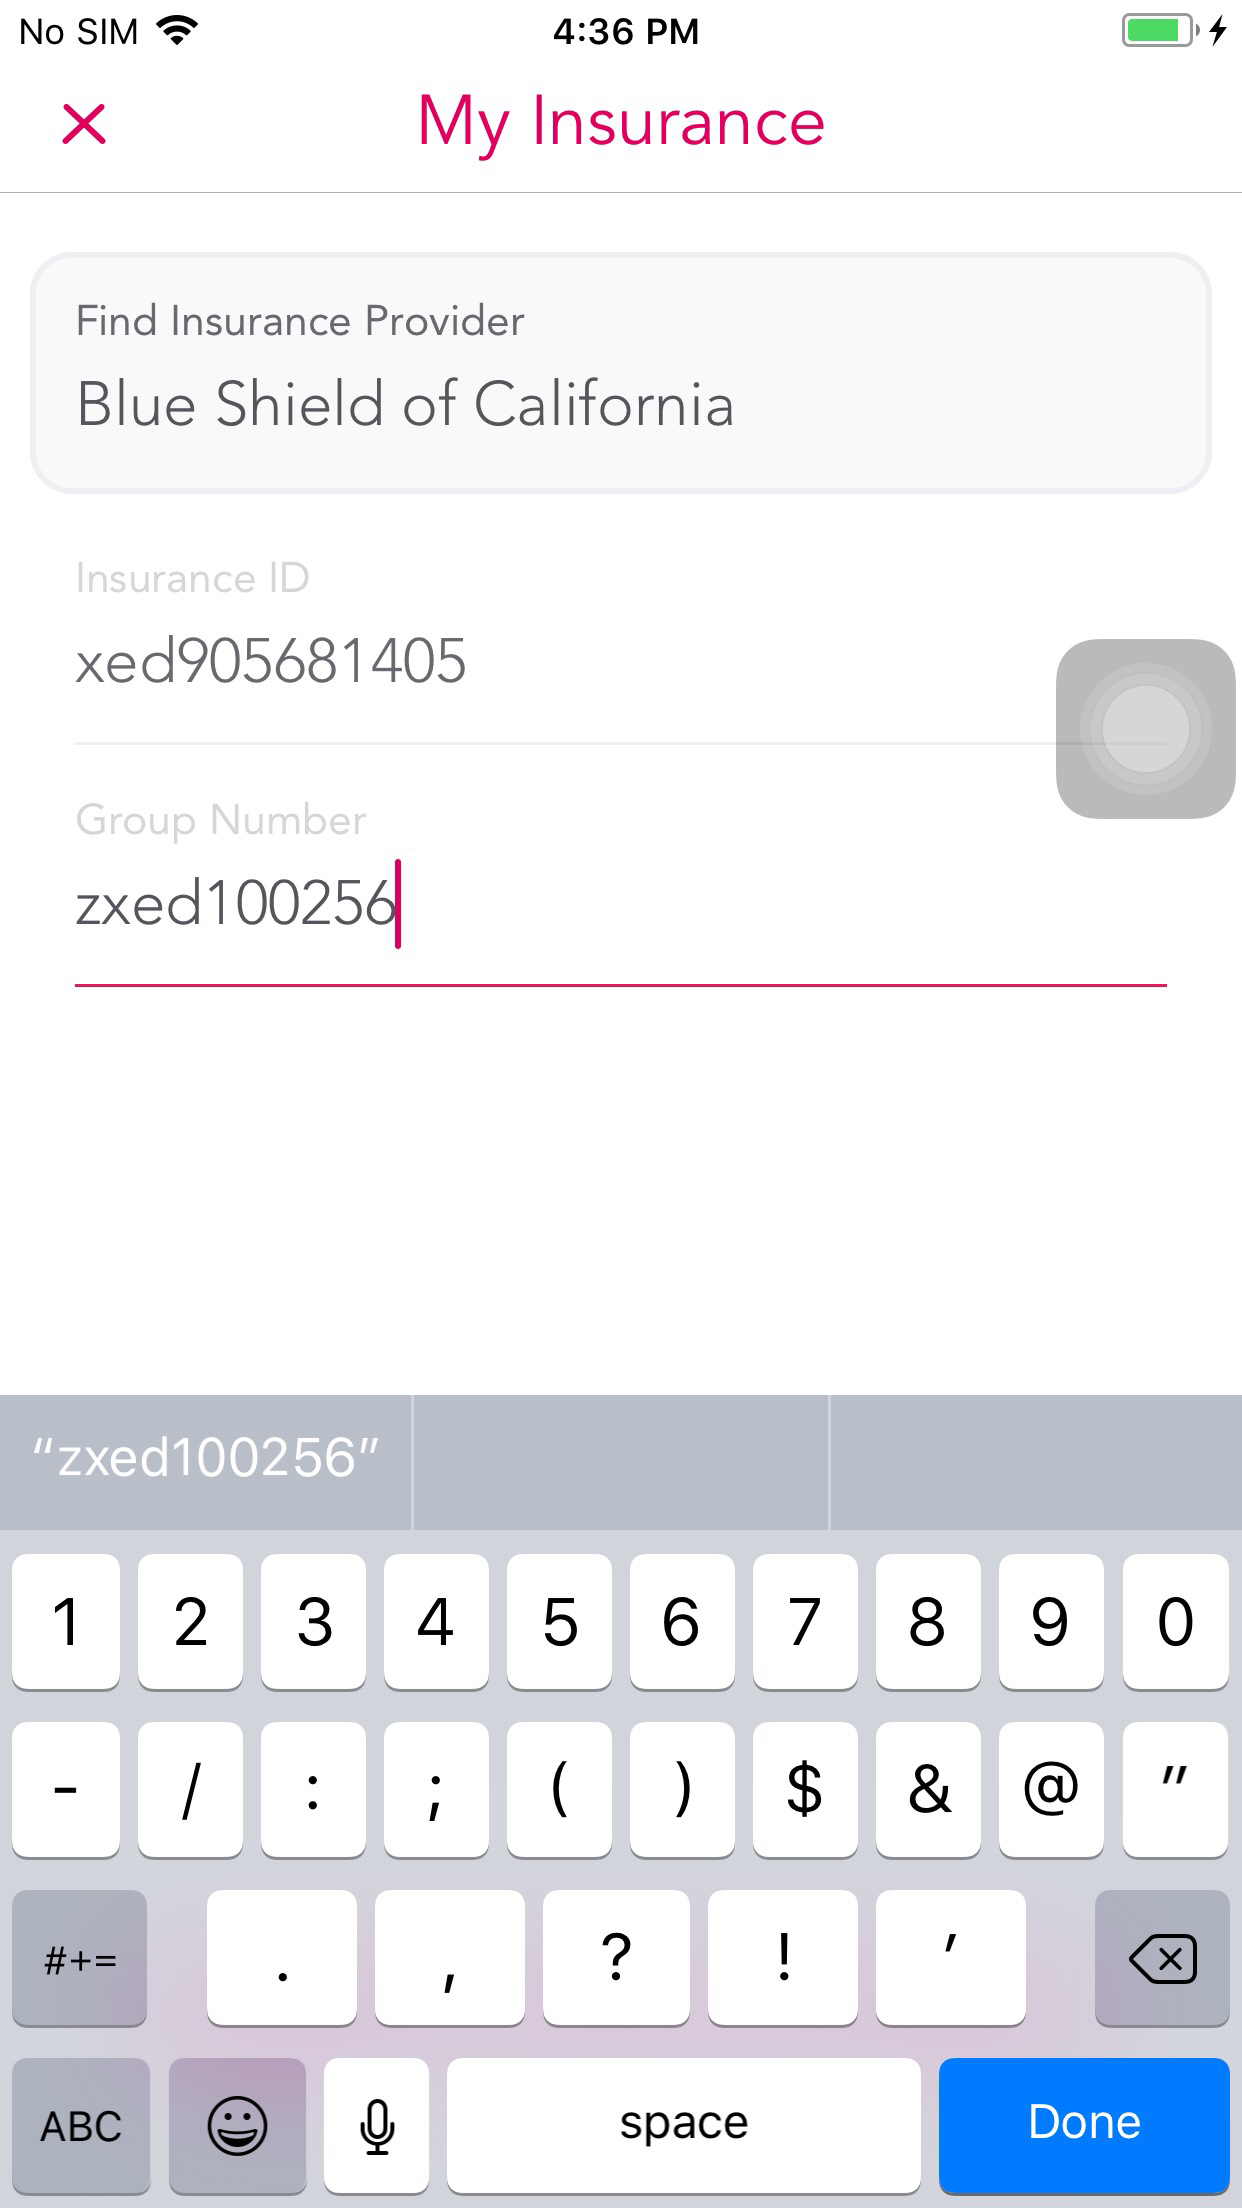 No SIM 4:36 PM
My Insurance
Find Insurance Provider
Blue Shield of California
Insurance ID
xed905681405
Group Number
zxed100256
“zxed100256”
1 2 3 4 5 6 7 8 9 0
- / : ; ( ) $ & @ "
#+= . , ? ! '
ABC space Done